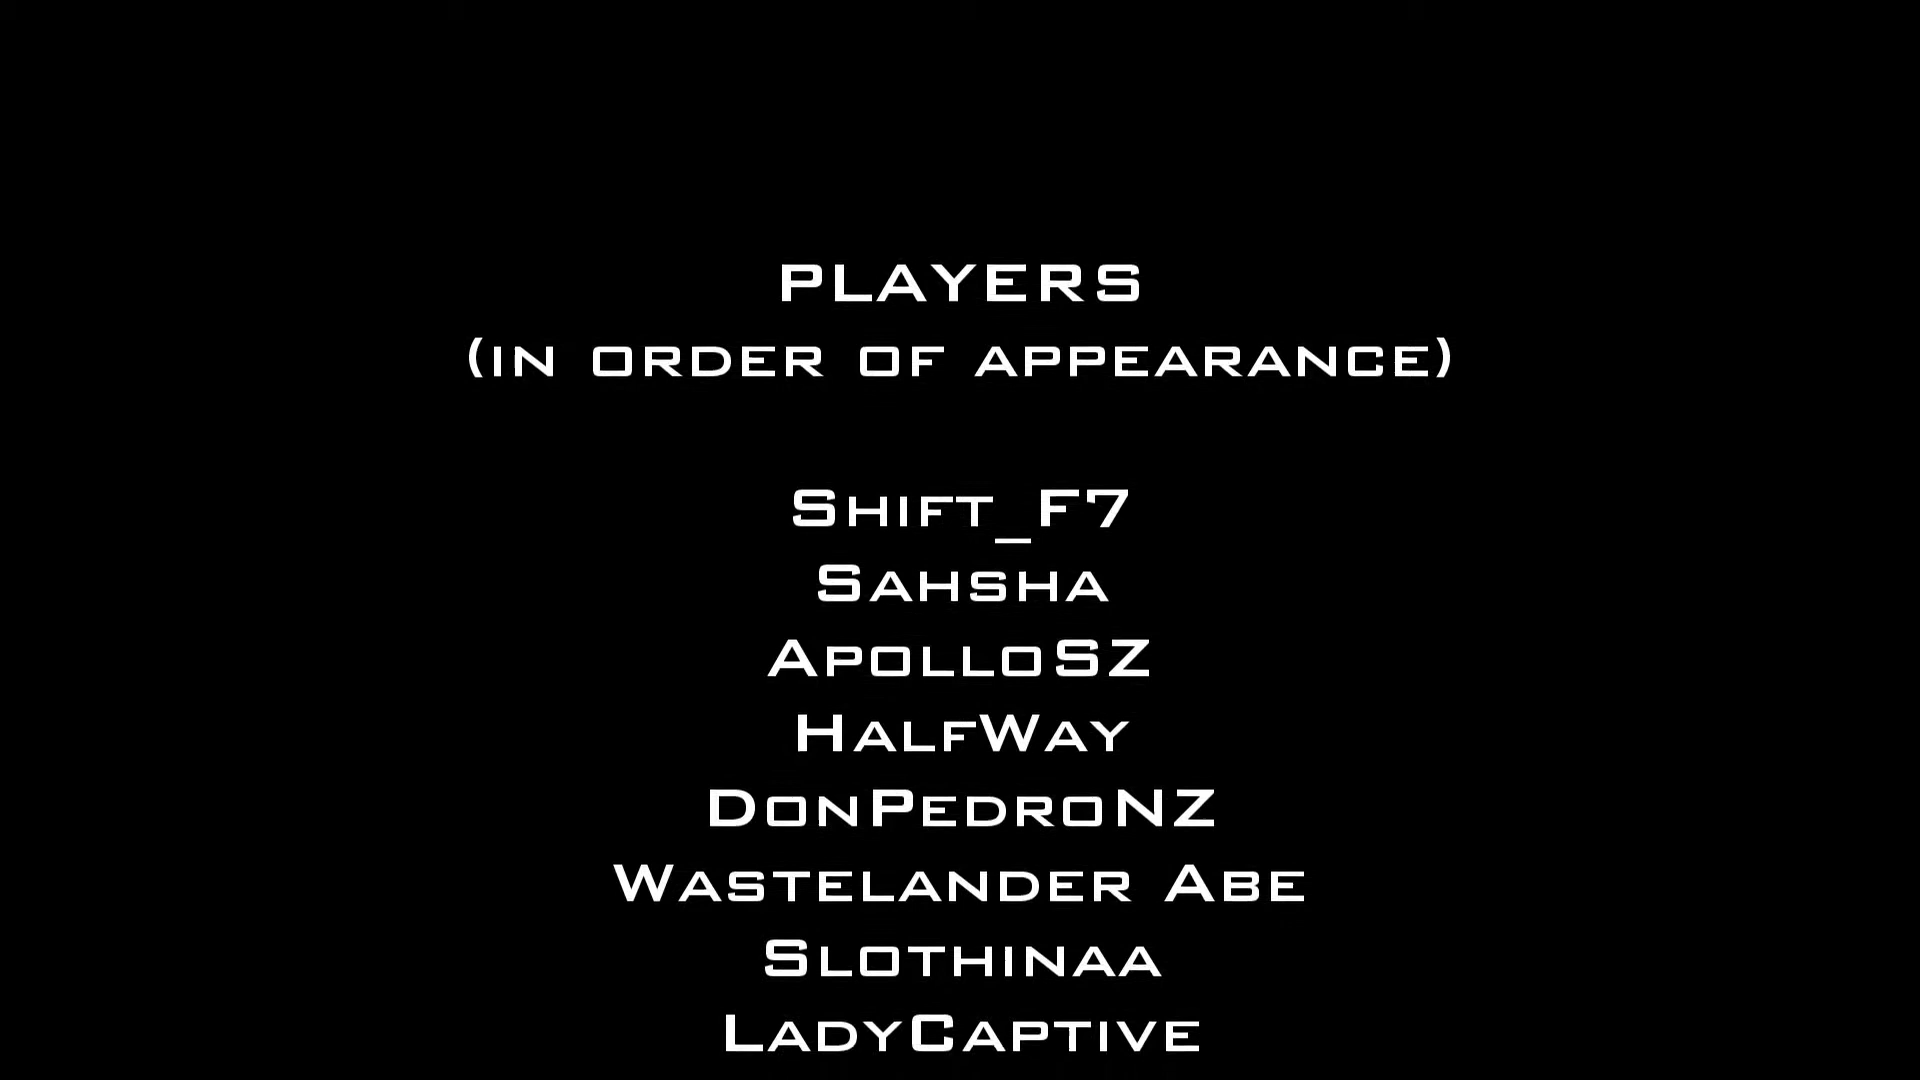 PLAYERS
(IN ORDER OF APPEARANCE)
Shift_F7
Sahsha
ApolloSZ
HalfWay
DonPedroNZ
Wastelander Abe
Slothinaa
LadyCaptive